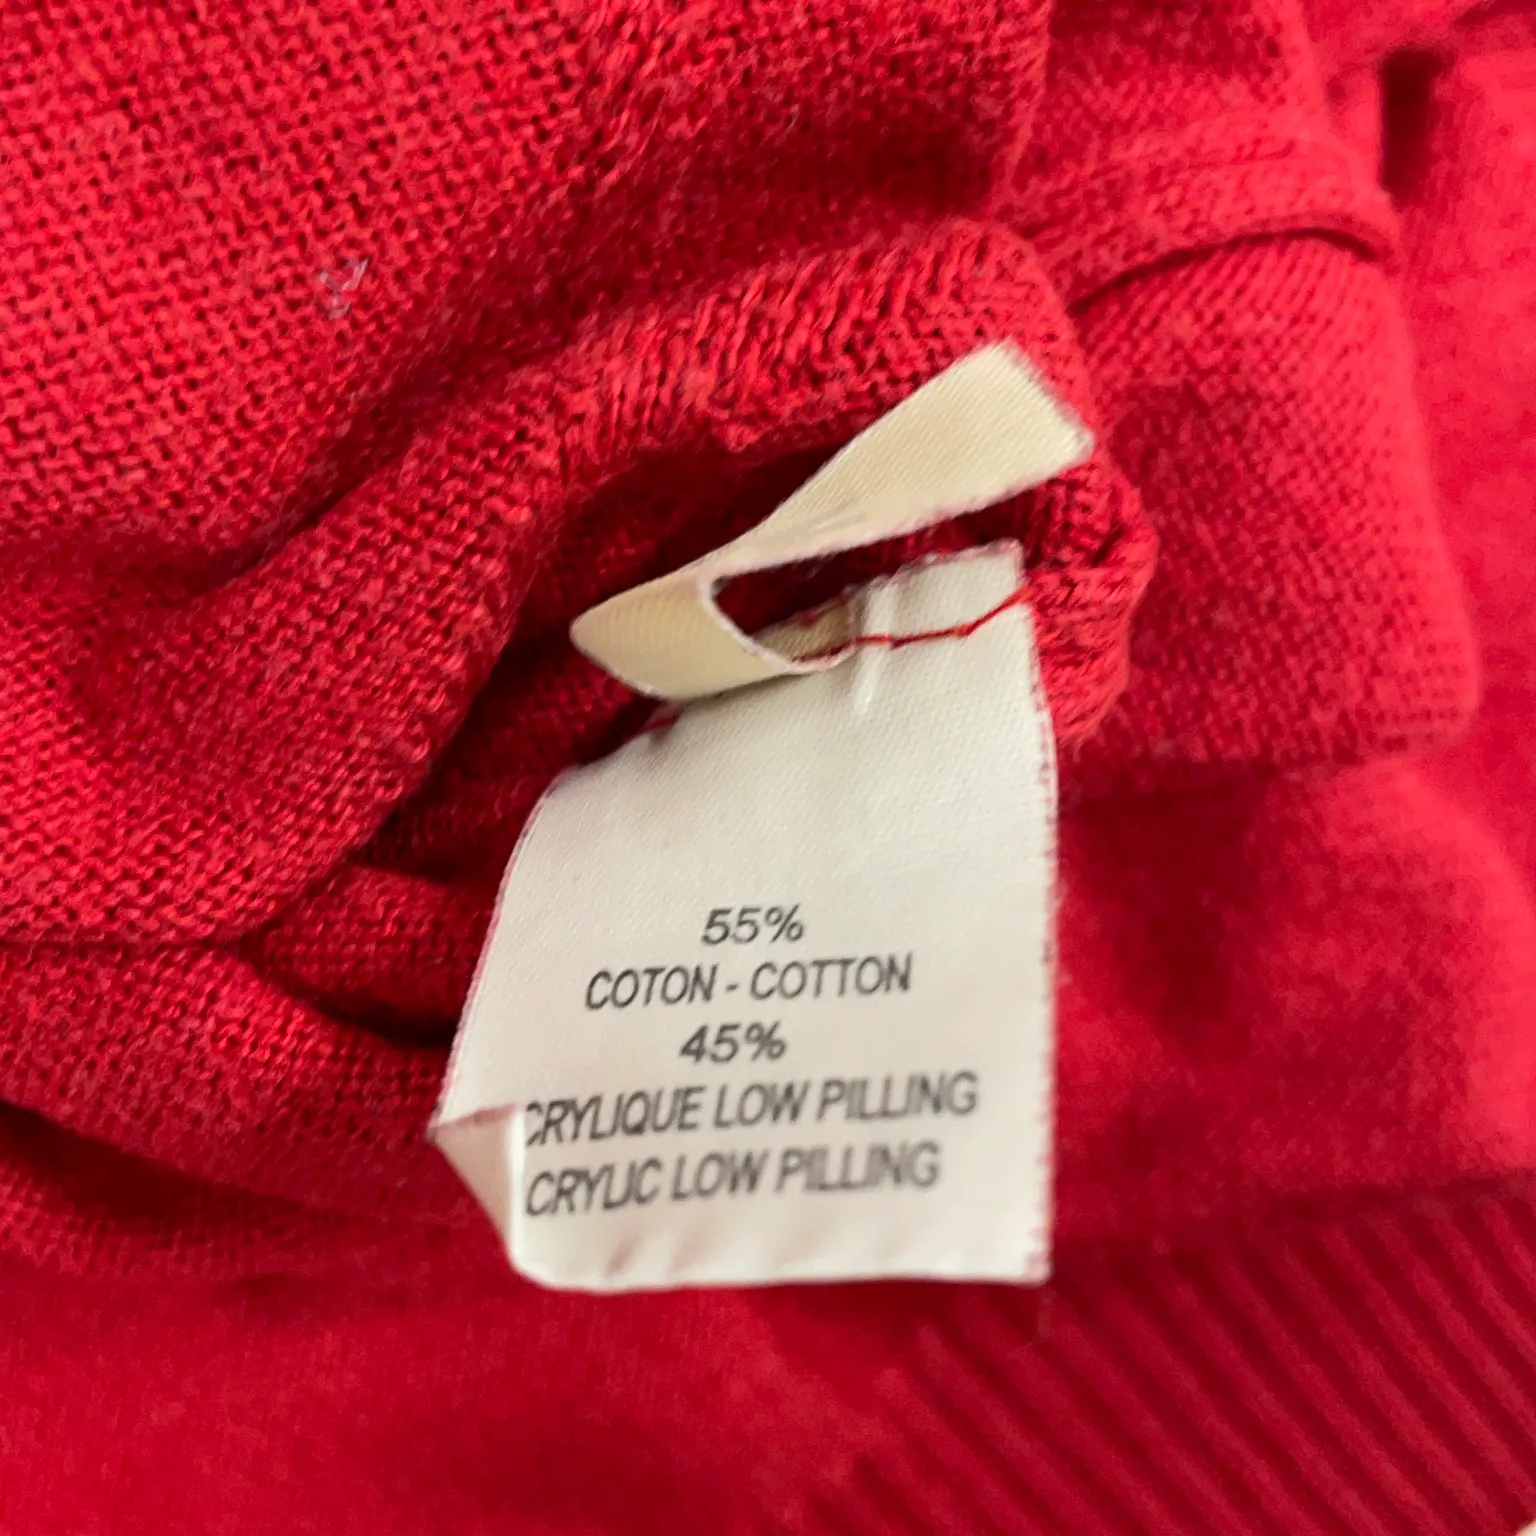 55%
COTON - COTTON
45%
CRYLIQUE LOW PILLING
CRYLIC LOW PILLING